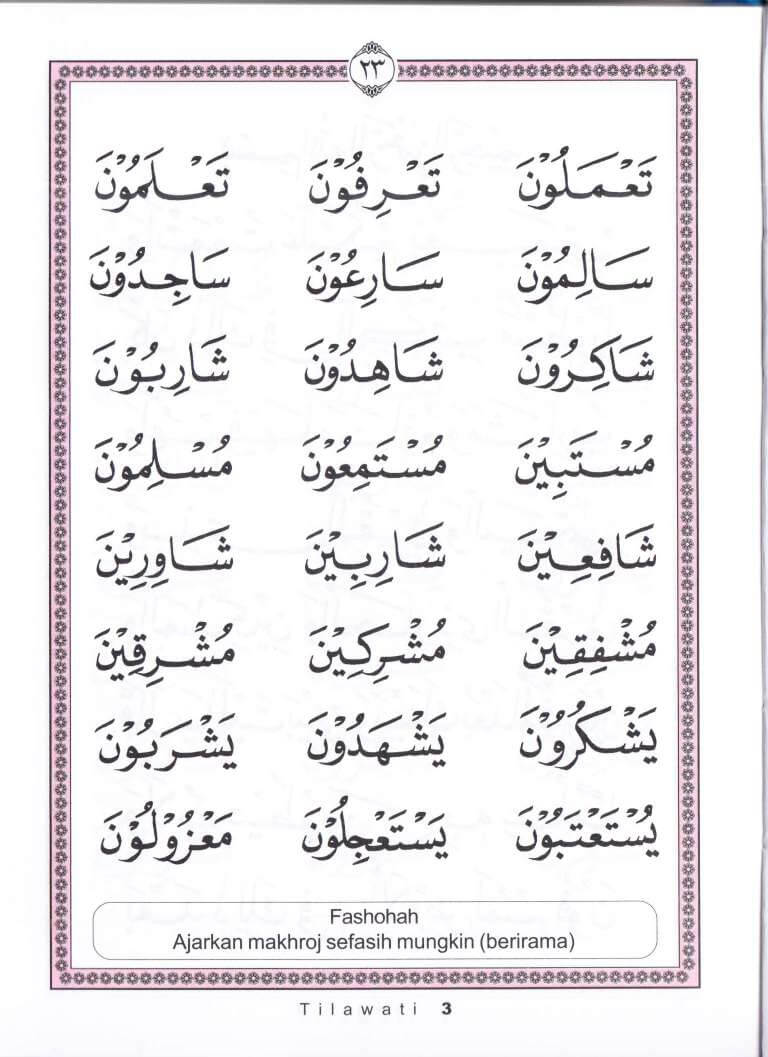 ٢٣
تَعْمَلُوْنَ تَعْرِفُوْنَ تَعْلَمُوْنَ
سَالِمُوْنَ سَارِعُوْنَ سَاجِدُوْنَ
شَاكِرُوْنَ شَاهِدُوْنَ شَارِبُوْنَ
مُسْتَبِيْنَ مُسْتَمِعُوْنَ مُسْلِمُوْنَ
شَافِعِيْنَ شَارِبِيْنَ شَاوِرِيْنَ
مُشْفِقِيْنَ مُشْرِكِيْنَ مُشْرِقِيْنَ
يَشْكُرُوْنَ يَشْهَدُوْنَ يَشْرَبُوْنَ
يُسْتَعْتَبُوْنَ يَسْتَعْجِلُوْنَ مَعْزُوْلُوْنَ
Fashohah
Ajarkan makhroj sefasih mungkin (berirama)
Tilawati 3